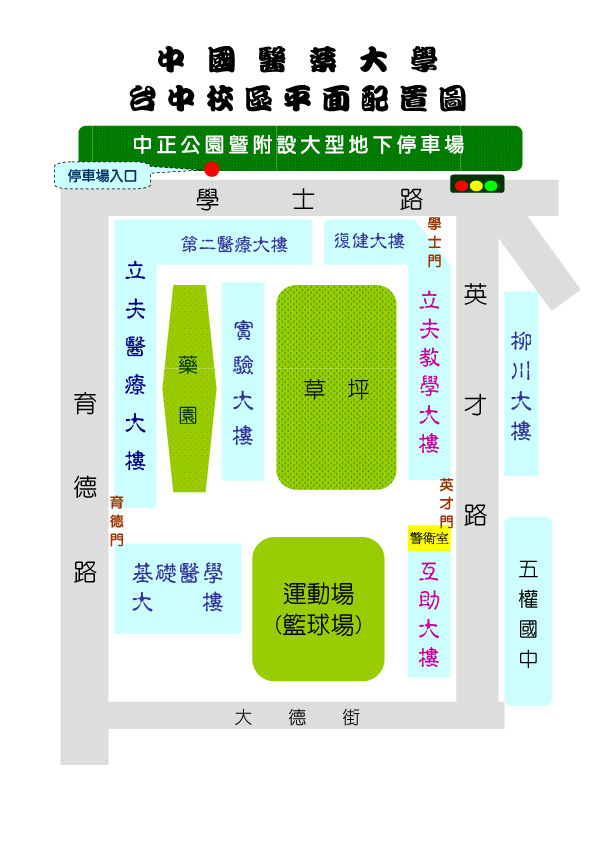 中國醫藥大學
台中校區平面配置圖
中正公園暨附設大型地下停車場
停車場入口
學士路
第二醫療大樓
復健大樓
學士門
立夫醫療大樓
藥園
實驗大樓
草坪
立夫教學大樓
英才路
柳川大樓
育德路
育德門
英才門
警衛室
基礎醫學
大樓
運動場
(籃球場)
互助大樓
五權國中
大德街